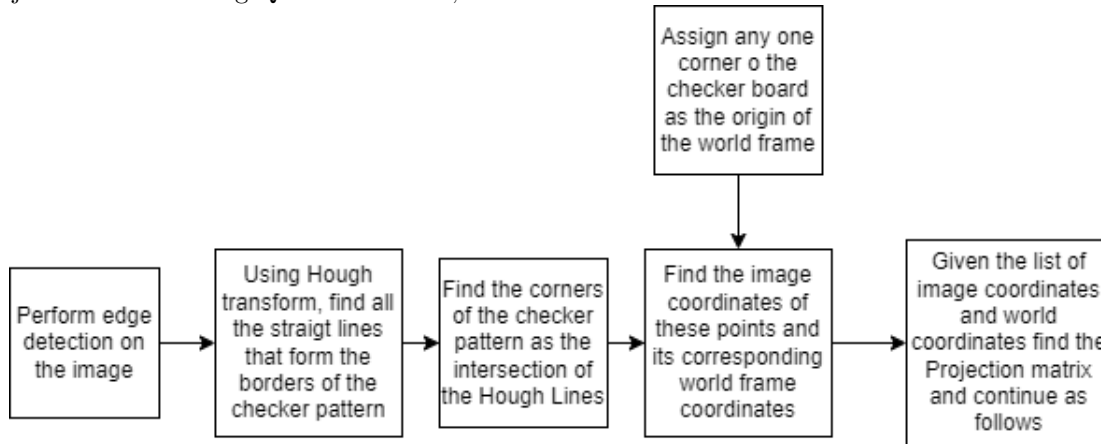 Assign any one
corner o the
checker board
as the origin of
the world frame
Perform edge
detection on
the image
Using Hough
transform, find all
the straigt lines
that form the
borders of the
checker pattern
Find the corners
of the checker
pattern as the
intersection of
the Hough Lines
Find the image
coordinates of
these points and
its corresponding
world frame
coordinates
Given the list of
image coordinates
and world
coordinates find the
Projection matrix
and continue as
follows